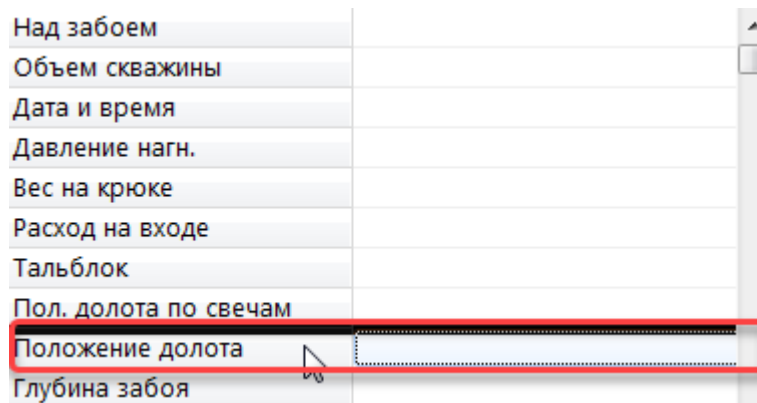 Над забоем
Объем скважины
Дата и время
Давление нагн.
Вес на крюке
Расход на входе
Тальблок
Пол. долота по свечам
Положение долота
Глубина забоя